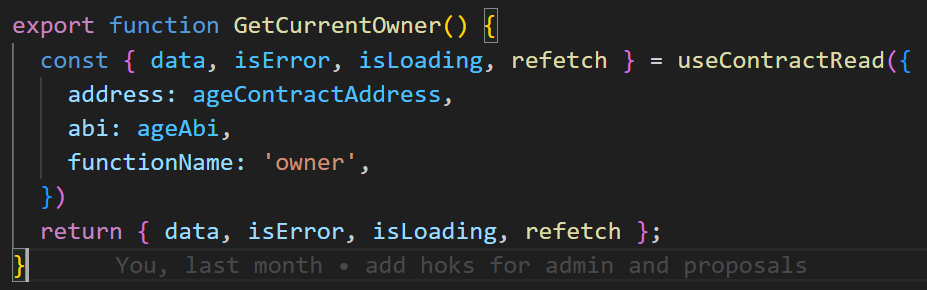 export function GetCurrentOwner() {
  const { data, isError, isLoading, refetch } = useContractRead({
    address: ageContractAddress,
    abi: ageAbi,
    functionName: 'owner',
  })
  return { data, isError, isLoading, refetch };
}        You, last month • add hoks for admin and proposals